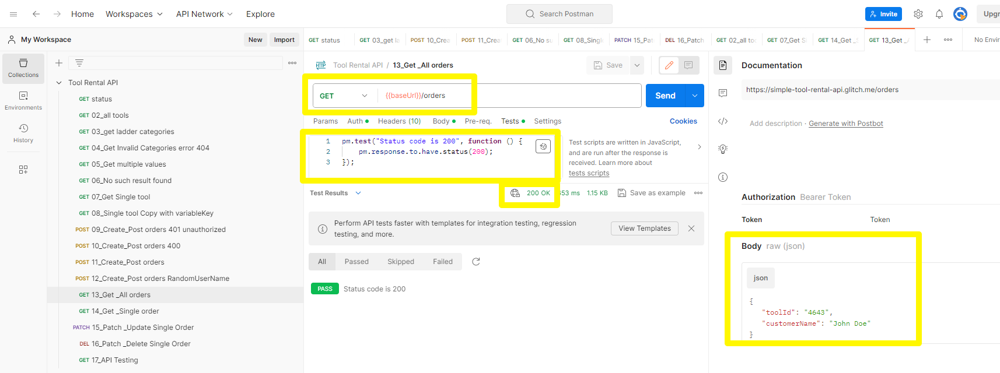 Home
Workspaces
API Network
Explore
Search Postman
Invite
Upgr
My Workspace
New
Import
GET status
GET 03_get la
POST 10_Crea
POST 11_Crea
GET 06_No su
GET 08_Single
PATCH 15_Pat
DEL 16_Patch
GET 02_all too
GET 07_Get Si
GET 14_Get _S
GET 13_Get _A
No Envir
Collections
Environments
History
Tool Rental API
GET status
GET 02_all tools
GET 03_get ladder categories
GET 04_Get Invalid Categories error 404
GET 05_Get multiple values
GET 06_No such result found
GET 07_Get Single tool
GET 08_Single tool Copy with variableKey
POST 09_Create_Post orders 401 unauthorized
POST 10_Create_Post orders 400
POST 11_Create_Post orders
POST 12_Create_Post orders RandomUserName
GET 13_Get _All orders
GET 14_Get _Single order
PATCH 15_Patch _Update Single Order
DEL 16_Patch _Delete Single Order
GET 17_API Testing
HTTP
Tool Rental API / 13_Get _All orders
Save
GET
{{baseUrl}}/orders
Send
Params
Auth
Headers (10)
Body
Pre-req.
Tests
Settings
Cookies
1 pm.test("Status code is 200", function () {
2 pm.response.to.have.status(200);
3 });
Test scripts are written in JavaScript,
and are run after the response is
received. Learn more about
tests scripts
Test Results
200 OK
553 ms
1.15 KB
Save as example
Perform API tests faster with templates for integration testing, regression
testing, and more.
View Templates
All
Passed
Skipped
Failed
PASS
Status code is 200
Documentation
https://simple-tool-rental-api.glitch.me/orders
Add description · Generate with Postbot
Authorization Bearer Token
Token
Token
Body raw (json)
json
{
"toolId": "4643",
"customerName": "John Doe"
}